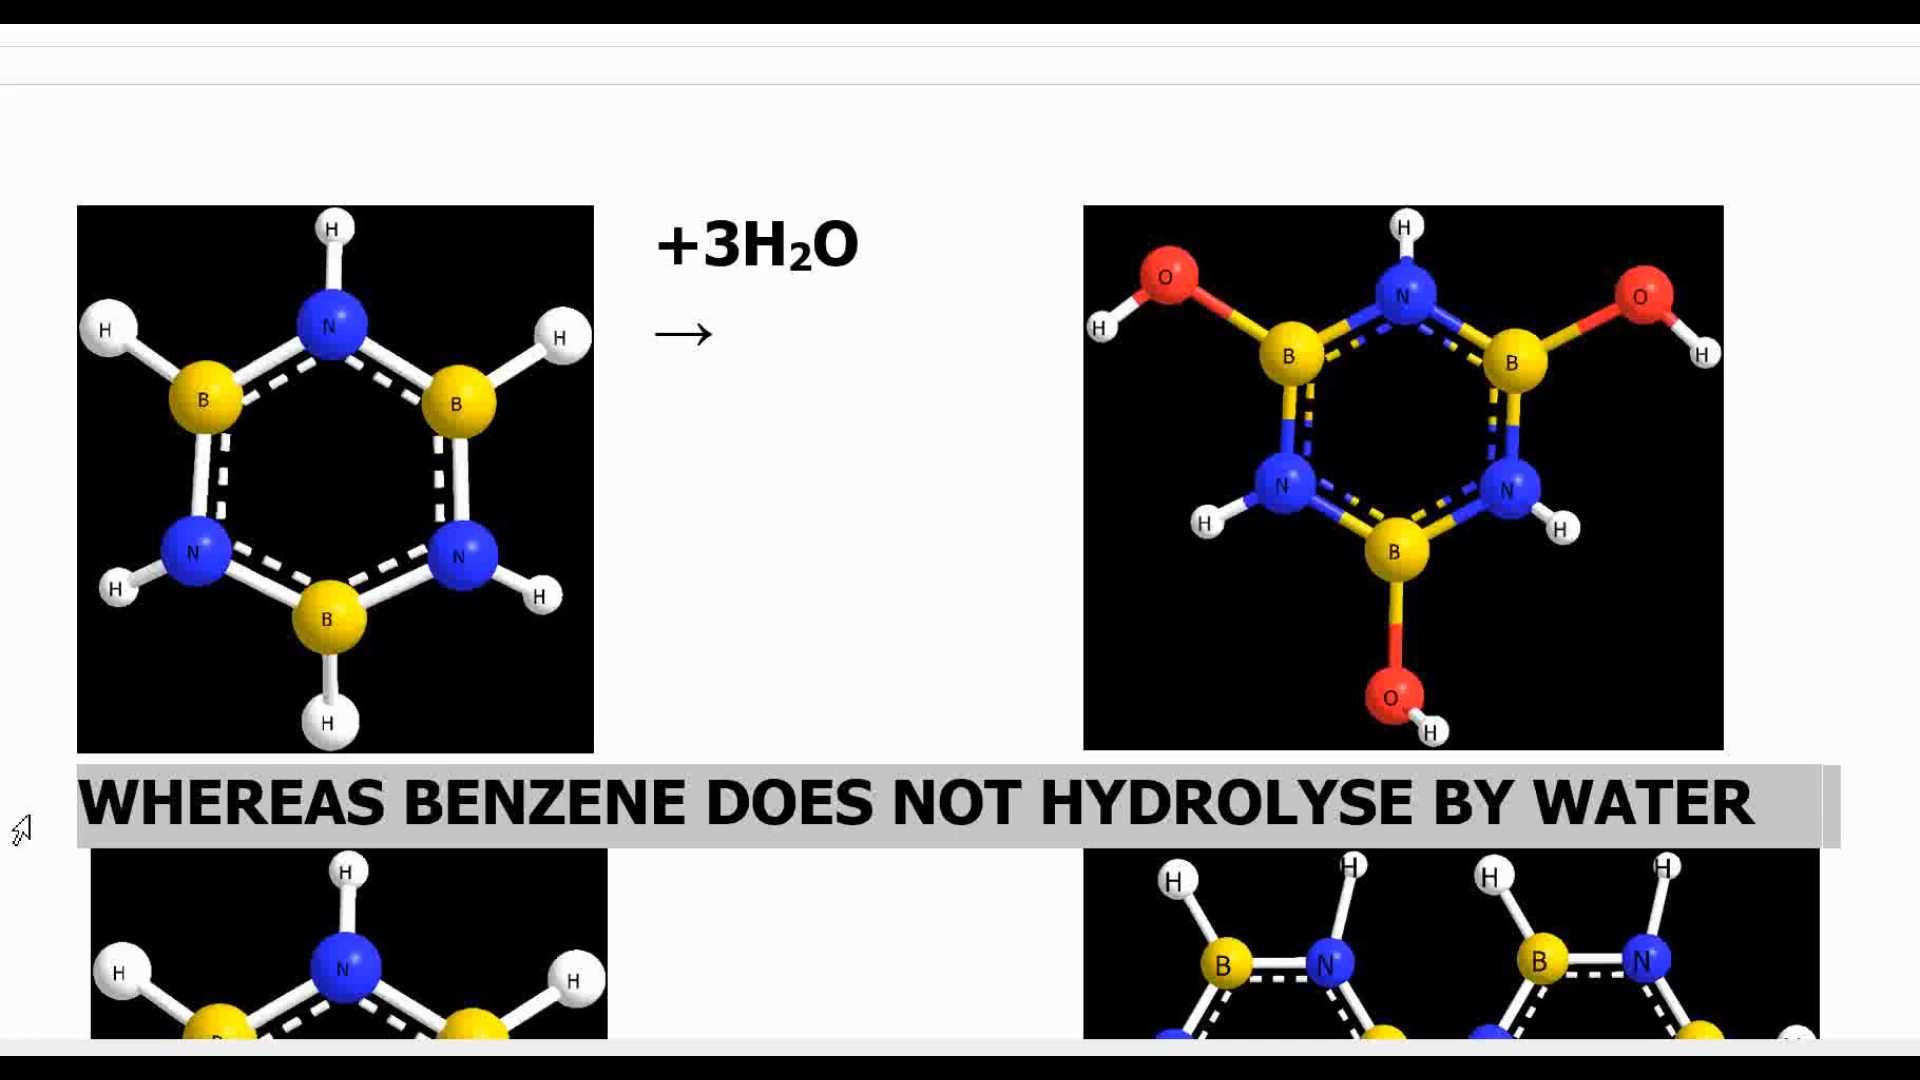 H
H N H
B B
N N
H B H
H
+3H₂O
→
H
O N O
H B B H
N N
H B H
O
H
WHEREAS BENZENE DOES NOT HYDROLYSE BY WATER
H
H N H
H H H H
B N B N